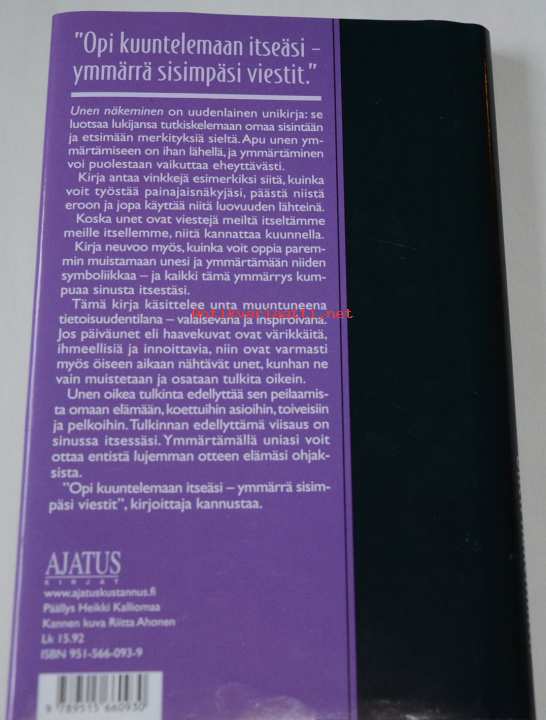 "Opi kuuntelemaan itseäsi –
ymmärrä sisimpäsi viestit."
Unen näkeminen on uudenlainen unikirja: se
luotsaa lukijansa tutkiskelemaan omaa sisintään
ja etsimään merkityksiä sieltä. Apu unen ym-
märtämiseen on ihan lähellä, ja ymmärtäminen
voi puolestaan vaikuttaa eheyttävästi.
Kirja antaa vinkkejä esimerkiksi siitä, kuinka
voit työstää painajaisnäkyjäsi, päästä niistä
eroon ja jopa käyttää niitä luovuuden lähteinä.
Koska unet ovat viestejä meiltä itseltämme
meille itsellemme, niitä kannattaa kuunnella.
Kirja neuvoo myös, kuinka voit oppia parem-
min muistamaan unesi ja ymmärtämään niiden
symboliikkaa – ja kaikki tämä ymmärrys kum-
puaa sinusta itsestäsi.
Tämä kirja käsittelee unta muuntuneena
tietoisuudentilana – valaisevana ja inspiroivana.
Antikvariaatti.net
Jos päiväunet eli haavekuvat ovat värikkäitä,
ihmeellisiä ja innoittavia, niin ovat varmasti
myös öiseen aikaan nähtävät unet, kunhan ne
vain muistetaan ja osataan tulkita oikein.
Unen oikea tulkinta edellyttää sen peilaamis-
ta omaan elämään, koettuihin asioihin, toiveisiin
ja pelkoihin. Tulkinnan edellyttämä viisaus on
sinussa itsessäsi. Ymmärtämällä uniasi voit
ottaa entistä lujemman otteen elämäsi ohjak-
sista.
"Opi kuuntelemaan itseäsi – ymmärrä sisim-
päsi viestit", kirjoittaja kannustaa.
AJATUS
KIRJAT
www.ajatuskustannus.fi
Päällys Heikki Kalliomaa
Kannen kuva Riitta Ahonen
Lk 15.92
ISBN 951-566-093-9
9 789515 660930